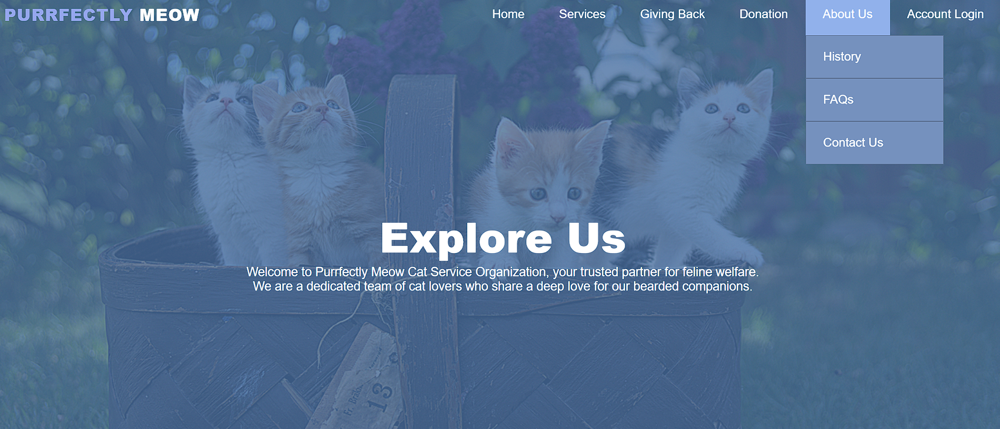 PURRFECTLY MEOW
Home Services Giving Back Donation About Us Account Login
History
FAQs
Contact Us
Explore Us
Welcome to Purrfectly Meow Cat Service Organization, your trusted partner for feline welfare.
We are a dedicated team of cat lovers who share a deep love for our bearded companions.
13